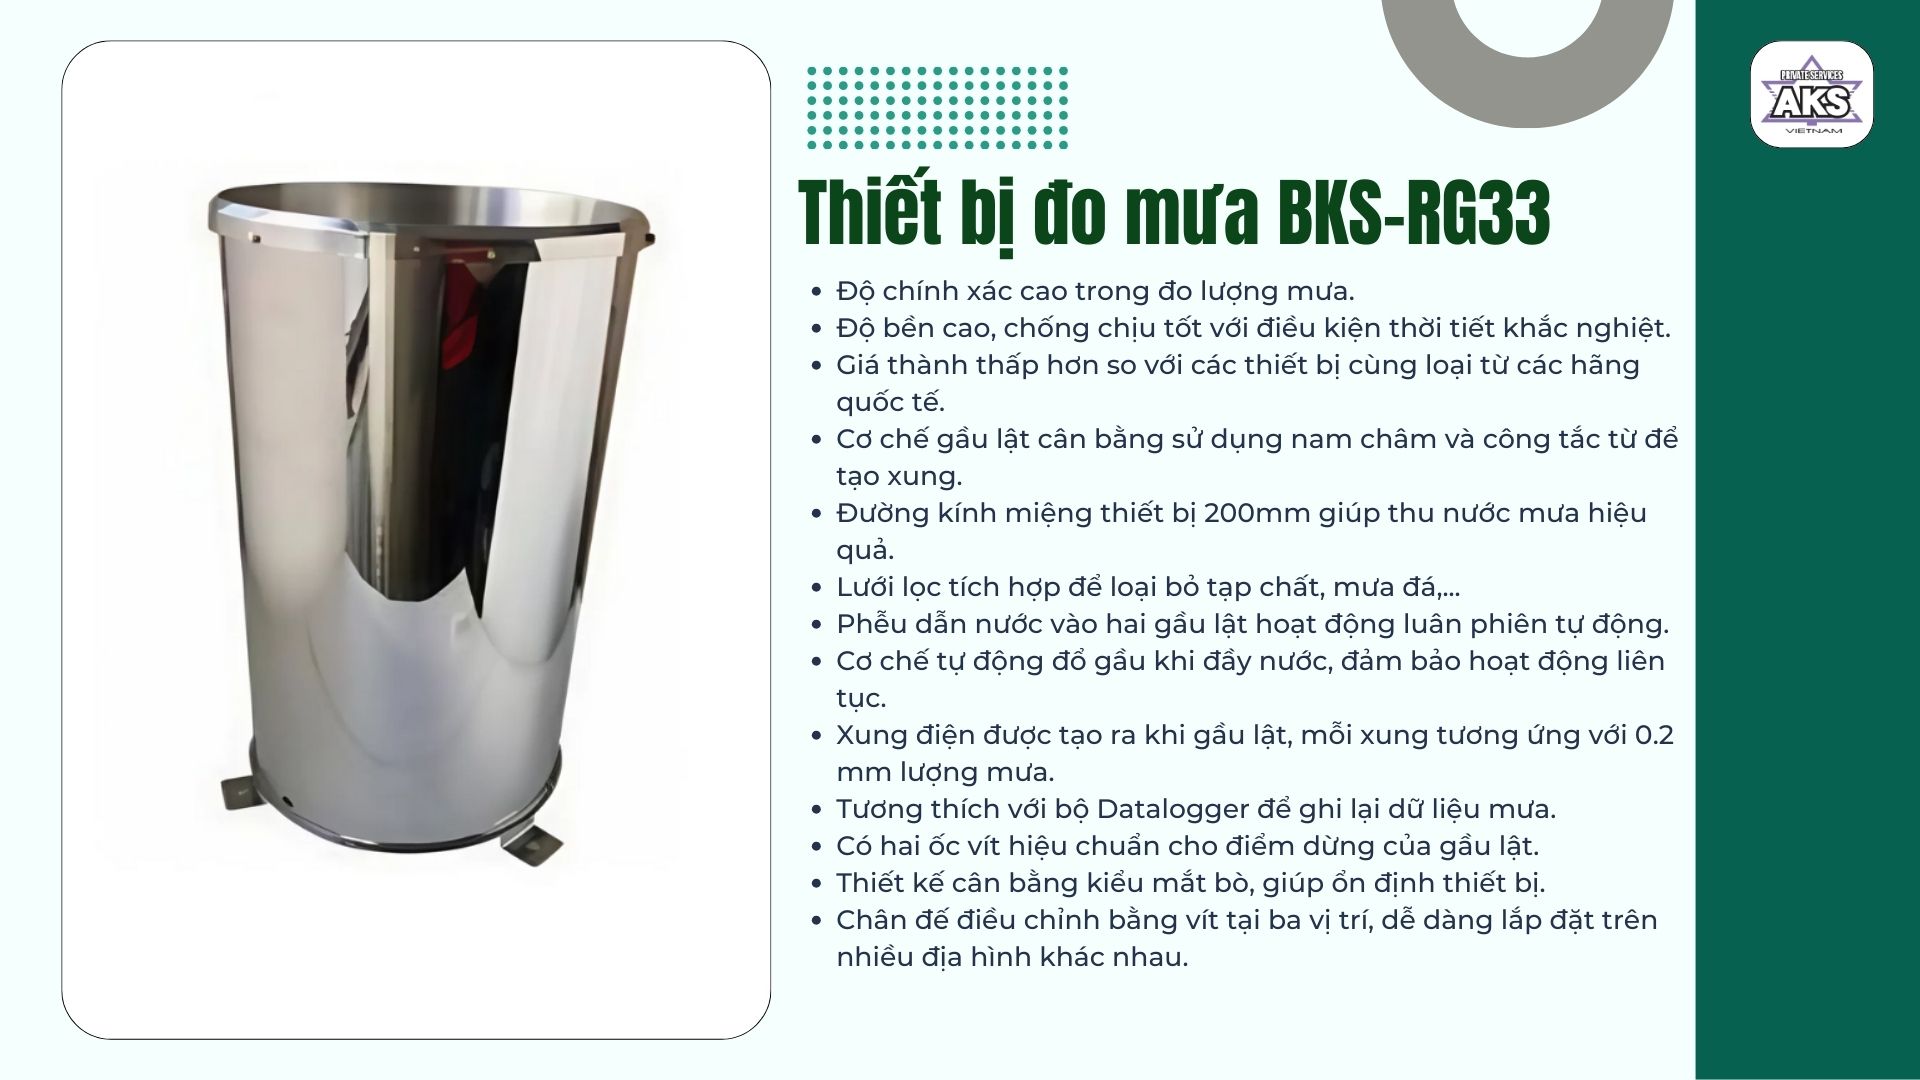 PRIVATE SERVICES
AKS
VIETNAM
Thiết bị đo mưa BKS-RG33
• Độ chính xác cao trong đo lượng mưa.
• Độ bền cao, chống chịu tốt với điều kiện thời tiết khắc nghiệt.
• Giá thành thấp hơn so với các thiết bị cùng loại từ các hãng
quốc tế.
• Cơ chế gầu lật cân bằng sử dụng nam châm và công tắc từ để
tạo xung.
• Đường kính miệng thiết bị 200mm giúp thu nước mưa hiệu
quả.
• Lưới lọc tích hợp để loại bỏ tạp chất, mưa đá,...
• Phễu dẫn nước vào hai gầu lật hoạt động luân phiên tự động.
• Cơ chế tự động đổ gầu khi đầy nước, đảm bảo hoạt động liên
tục.
• Xung điện được tạo ra khi gầu lật, mỗi xung tương ứng với 0.2
mm lượng mưa.
• Tương thích với bộ Datalogger để ghi lại dữ liệu mưa.
• Có hai ốc vít hiệu chuẩn cho điểm dừng của gầu lật.
• Thiết kế cân bằng kiểu mắt bò, giúp ổn định thiết bị.
• Chân đế điều chỉnh bằng vít tại ba vị trí, dễ dàng lắp đặt trên
nhiều địa hình khác nhau.